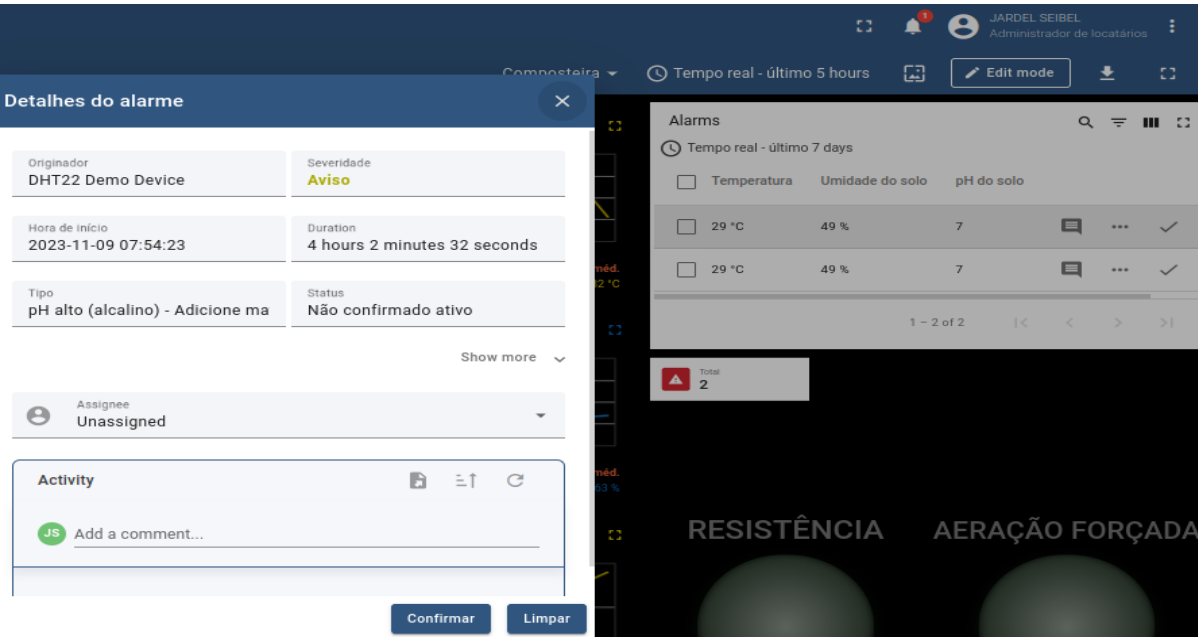 1
JARDEL SEIBEL
Administrador de locatários
Composteira
Tempo real - último 5 hours
Edit mode
Detalhes do alarme
Originador
DHT22 Demo Device
Severidade
Aviso
Hora de início
2023-11-09 07:54:23
Duration
4 hours 2 minutes 32 seconds
Tipo
pH alto (alcalino) - Adicione ma
Status
Não confirmado ativo
Show more
Assignee
Unassigned
Activity
JS
Add a comment...
Confirmar
Limpar
méd.
°C
méd.
63 %
Alarms
Tempo real - último 7 days
Temperatura
Umidade do solo
pH do solo
29 °C
49 %
7
29 °C
49 %
7
1 – 2 of 2
Total
2
RESISTÊNCIA
AERAÇÃO FORÇADA